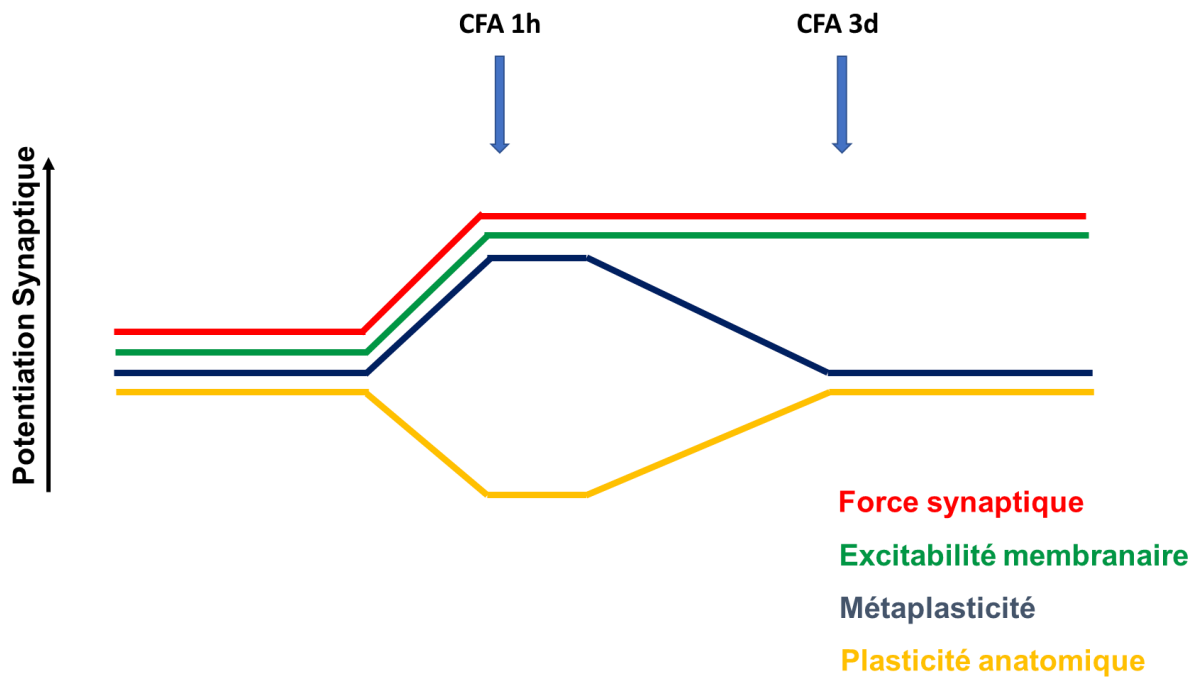 CFA 1h
CFA 3d
Potentiation Synaptique
Force synaptique
Excitabilité membranaire
Métaplasticité
Plasticité anatomique